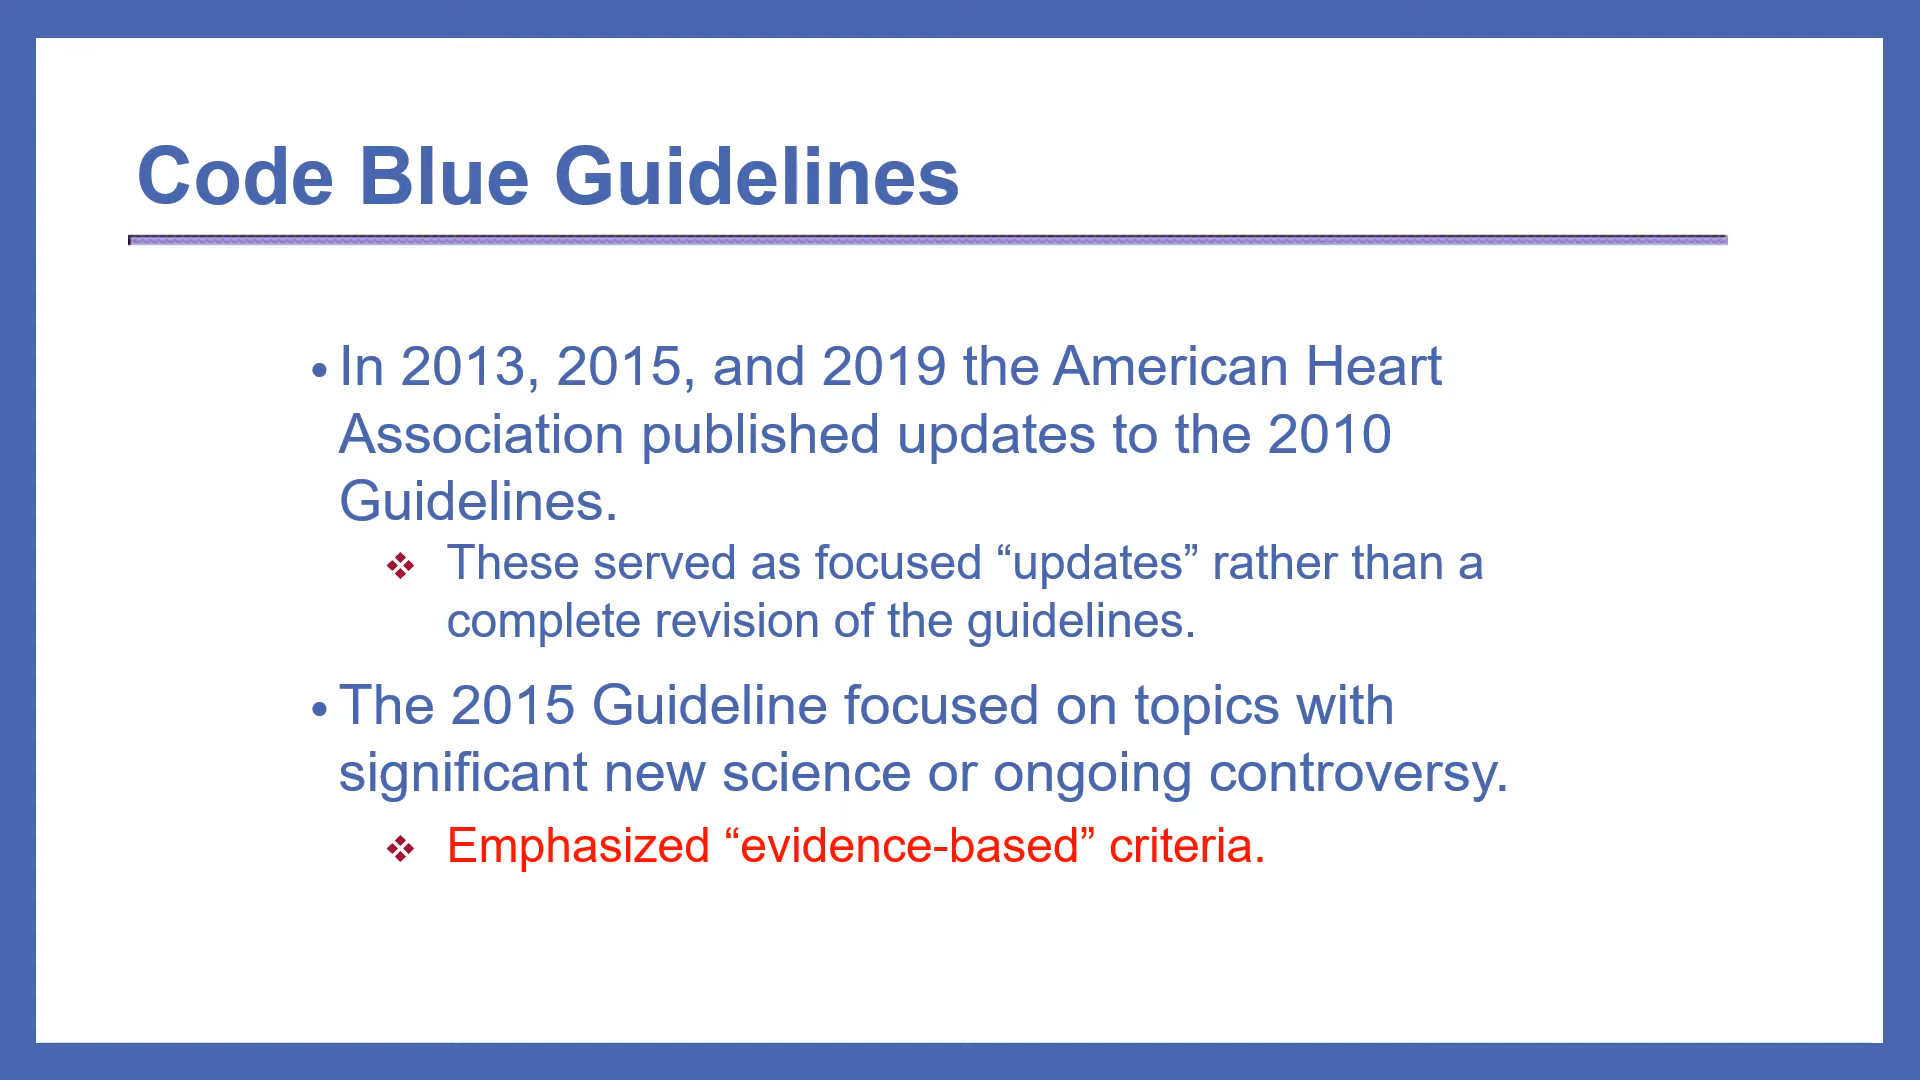 Code Blue Guidelines
• In 2013, 2015, and 2019 the American Heart
Association published updates to the 2010
Guidelines.
❖ These served as focused “updates” rather than a
complete revision of the guidelines.
• The 2015 Guideline focused on topics with
significant new science or ongoing controversy.
❖ Emphasized “evidence-based” criteria.